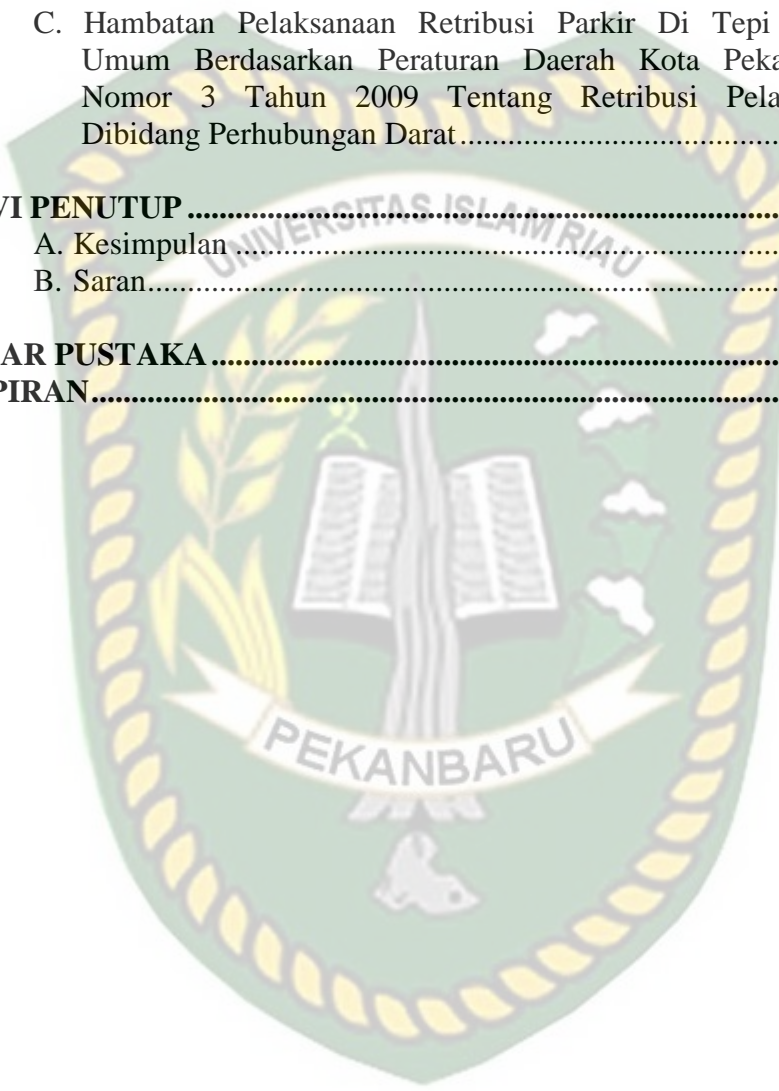 C. Hambatan Pelaksanaan Retribusi Parkir Di Tepi
Umum Berdasarkan Peraturan Daerah Kota Peka
Nomor 3 Tahun 2009 Tentang Retribusi Pela
Dibidang Perhubungan Darat.......................................
VI PENUTUP..........................................................................
A. Kesimpulan....................................................................
B. Saran...............................................................................
AR PUSTAKA.......................................................................
PIRAN......................................................................................
UNIVERSITAS ISLAM RIAU
PEKANBARU